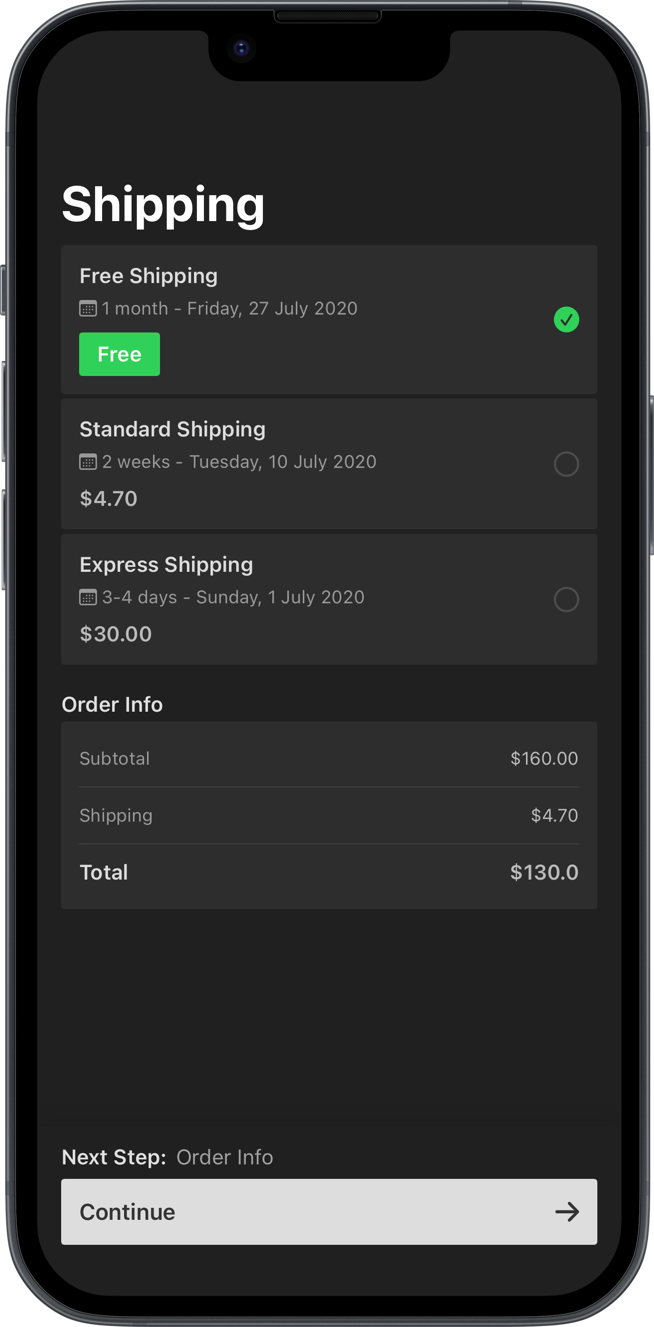 Shipping
Free Shipping
1 month - Friday, 27 July 2020
Free
Standard Shipping
2 weeks - Tuesday, 10 July 2020
$4.70
Express Shipping
3-4 days - Sunday, 1 July 2020
$30.00
Order Info
Subtotal $160.00
Shipping $4.70
Total $130.0
Next Step: Order Info
Continue